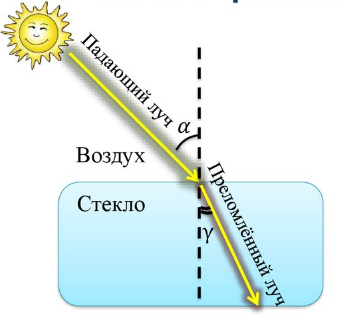 Падающий луч
α
Воздух
Стекло
γ
Преломлённый луч